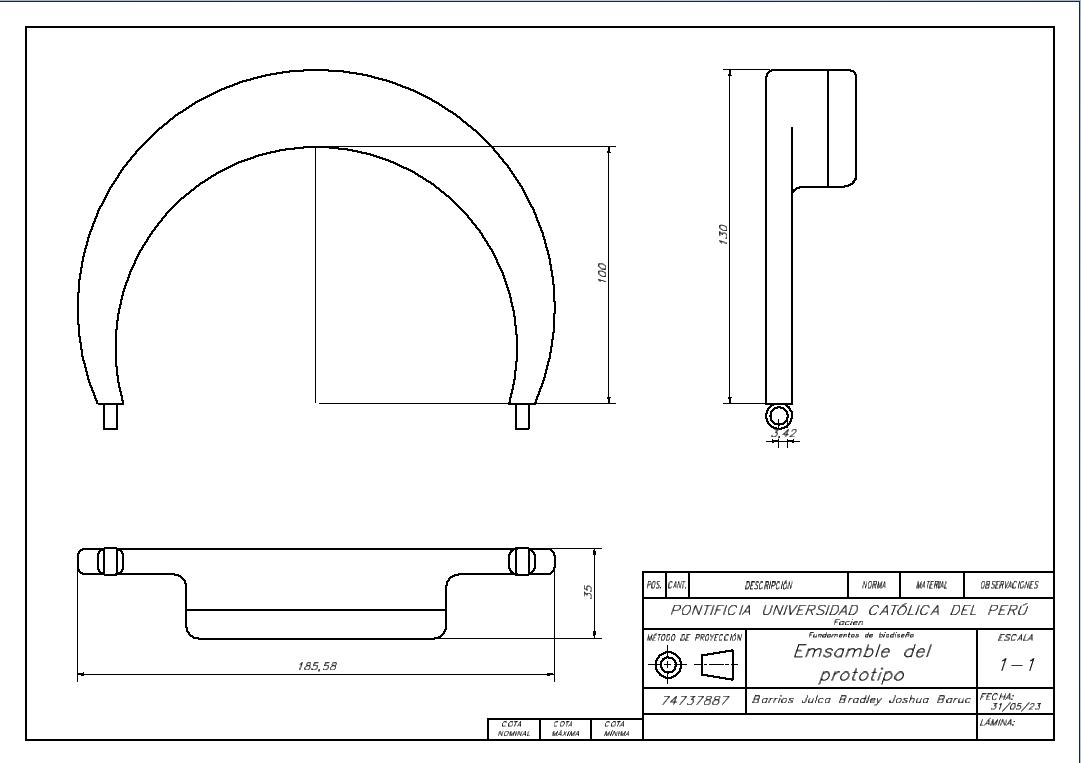 100
130
3,42
35
185,58
POS. CANT. DESCRIPCIÓN NORMA MATERIAL OBSERVACIONES
PONTIFICIA UNIVERSIDAD CATÓLICA DEL PERÚ
Facien
MÉTODO DE PROYECCIÓN
Fundamentos de biodiseño
Emsamble del
prototipo
ESCALA
1-1
74737887
Barrios Julca Bradley Joshua Baruc
FECHA:
31/05/23
LÁMINA:
COTA
NOMINAL
COTA
MÁXIMA
COTA
MÍNIMA